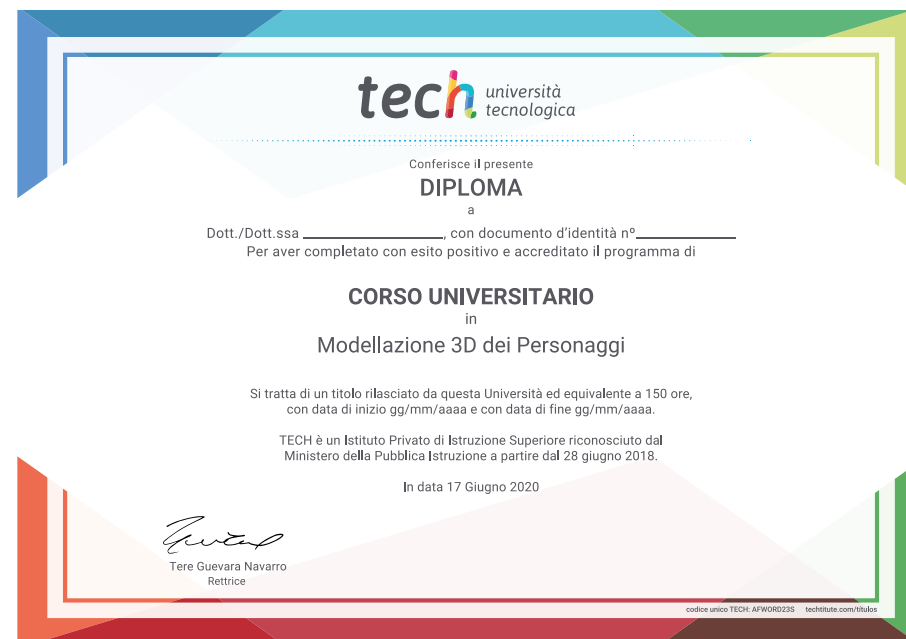 tech università
tecnologica
Conferisce il presente
DIPLOMA
a
Dott./Dott.ssa ____________________, con documento d'identità nº______________
Per aver completato con esito positivo e accreditato il programma di
CORSO UNIVERSITARIO
in
Modellazione 3D dei Personaggi
Si tratta di un titolo rilasciato da questa Università ed equivalente a 150 ore,
con data di inizio gg/mm/aaaa e con data di fine gg/mm/aaaa.
TECH è un Istituto Privato di Istruzione Superiore riconosciuto dal
Ministero della Pubblica Istruzione a partire dal 28 giugno 2018.
In data 17 Giugno 2020
Tere Guevara Navarro
Rettrice
codice unico TECH: AFWORD23S techtitute.com/títulos